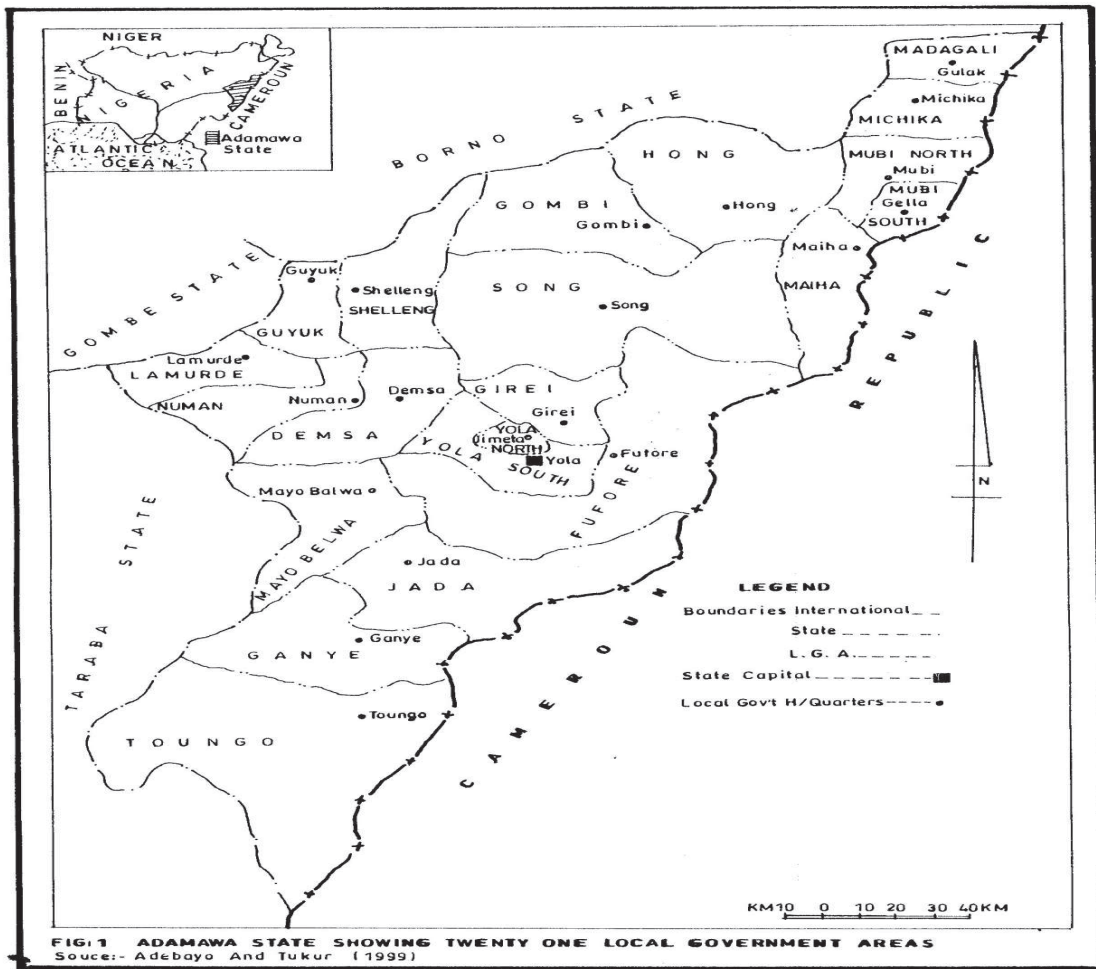 NIGER
BENIN
NIGERIA
CAMEROUN
Adamawa
State
ATLANTIC
OCEAN
BORNO STATE
GOMBE STATE
TARABA STATE
CAMEROUN REPUBLIC
MADAGALI
Gulak
Michika
MICHIKA
MUBI NORTH
Mubi
MUBI
Gella
SOUTH
HONG
Hong
GOMBI
Gombi
Maiha
MAIHA
Guyuk
GUYUK
Shelleng
SHELLENG
SONG
Song
Lamurde
LAMURDE
NUMAN
Numan
Demsa
DEMSA
GIREI
Girei
YOLA
Jimeta
NORTH
Yola
YOLA SOUTH
Futore
FUFORE
Mayo Balwa
MAYO BELWA
Jada
JADA
Ganye
GANYE
Toungo
TOUNGO
N
LEGEND
Boundaries International
State
L.G.A.
State Capital
Local Gov't H/Quarters
KM10 0 10 20 30 40KM
FIG:1 ADAMAWA STATE SHOWING TWENTY ONE LOCAL GOVERNMENT AREAS
Souce:- Adebayo And Tukur (1999)